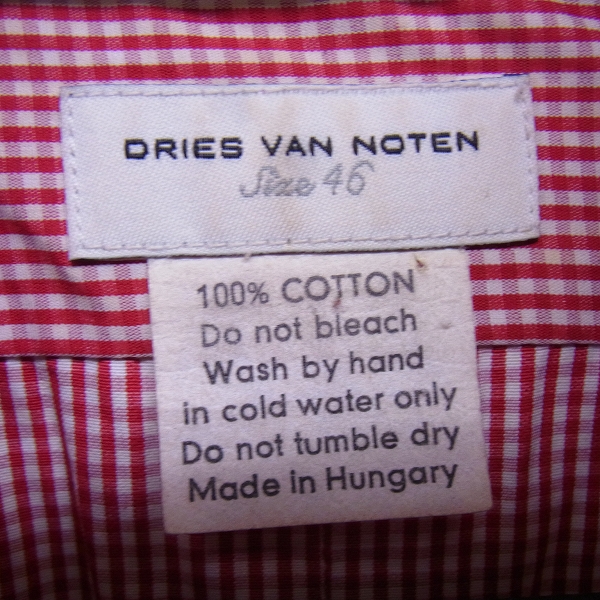 DRIES VAN NOTEN
Size 46
100% COTTON
Do not bleach
Wash by hand
in cold water only
Do not tumble dry
Made in Hungary